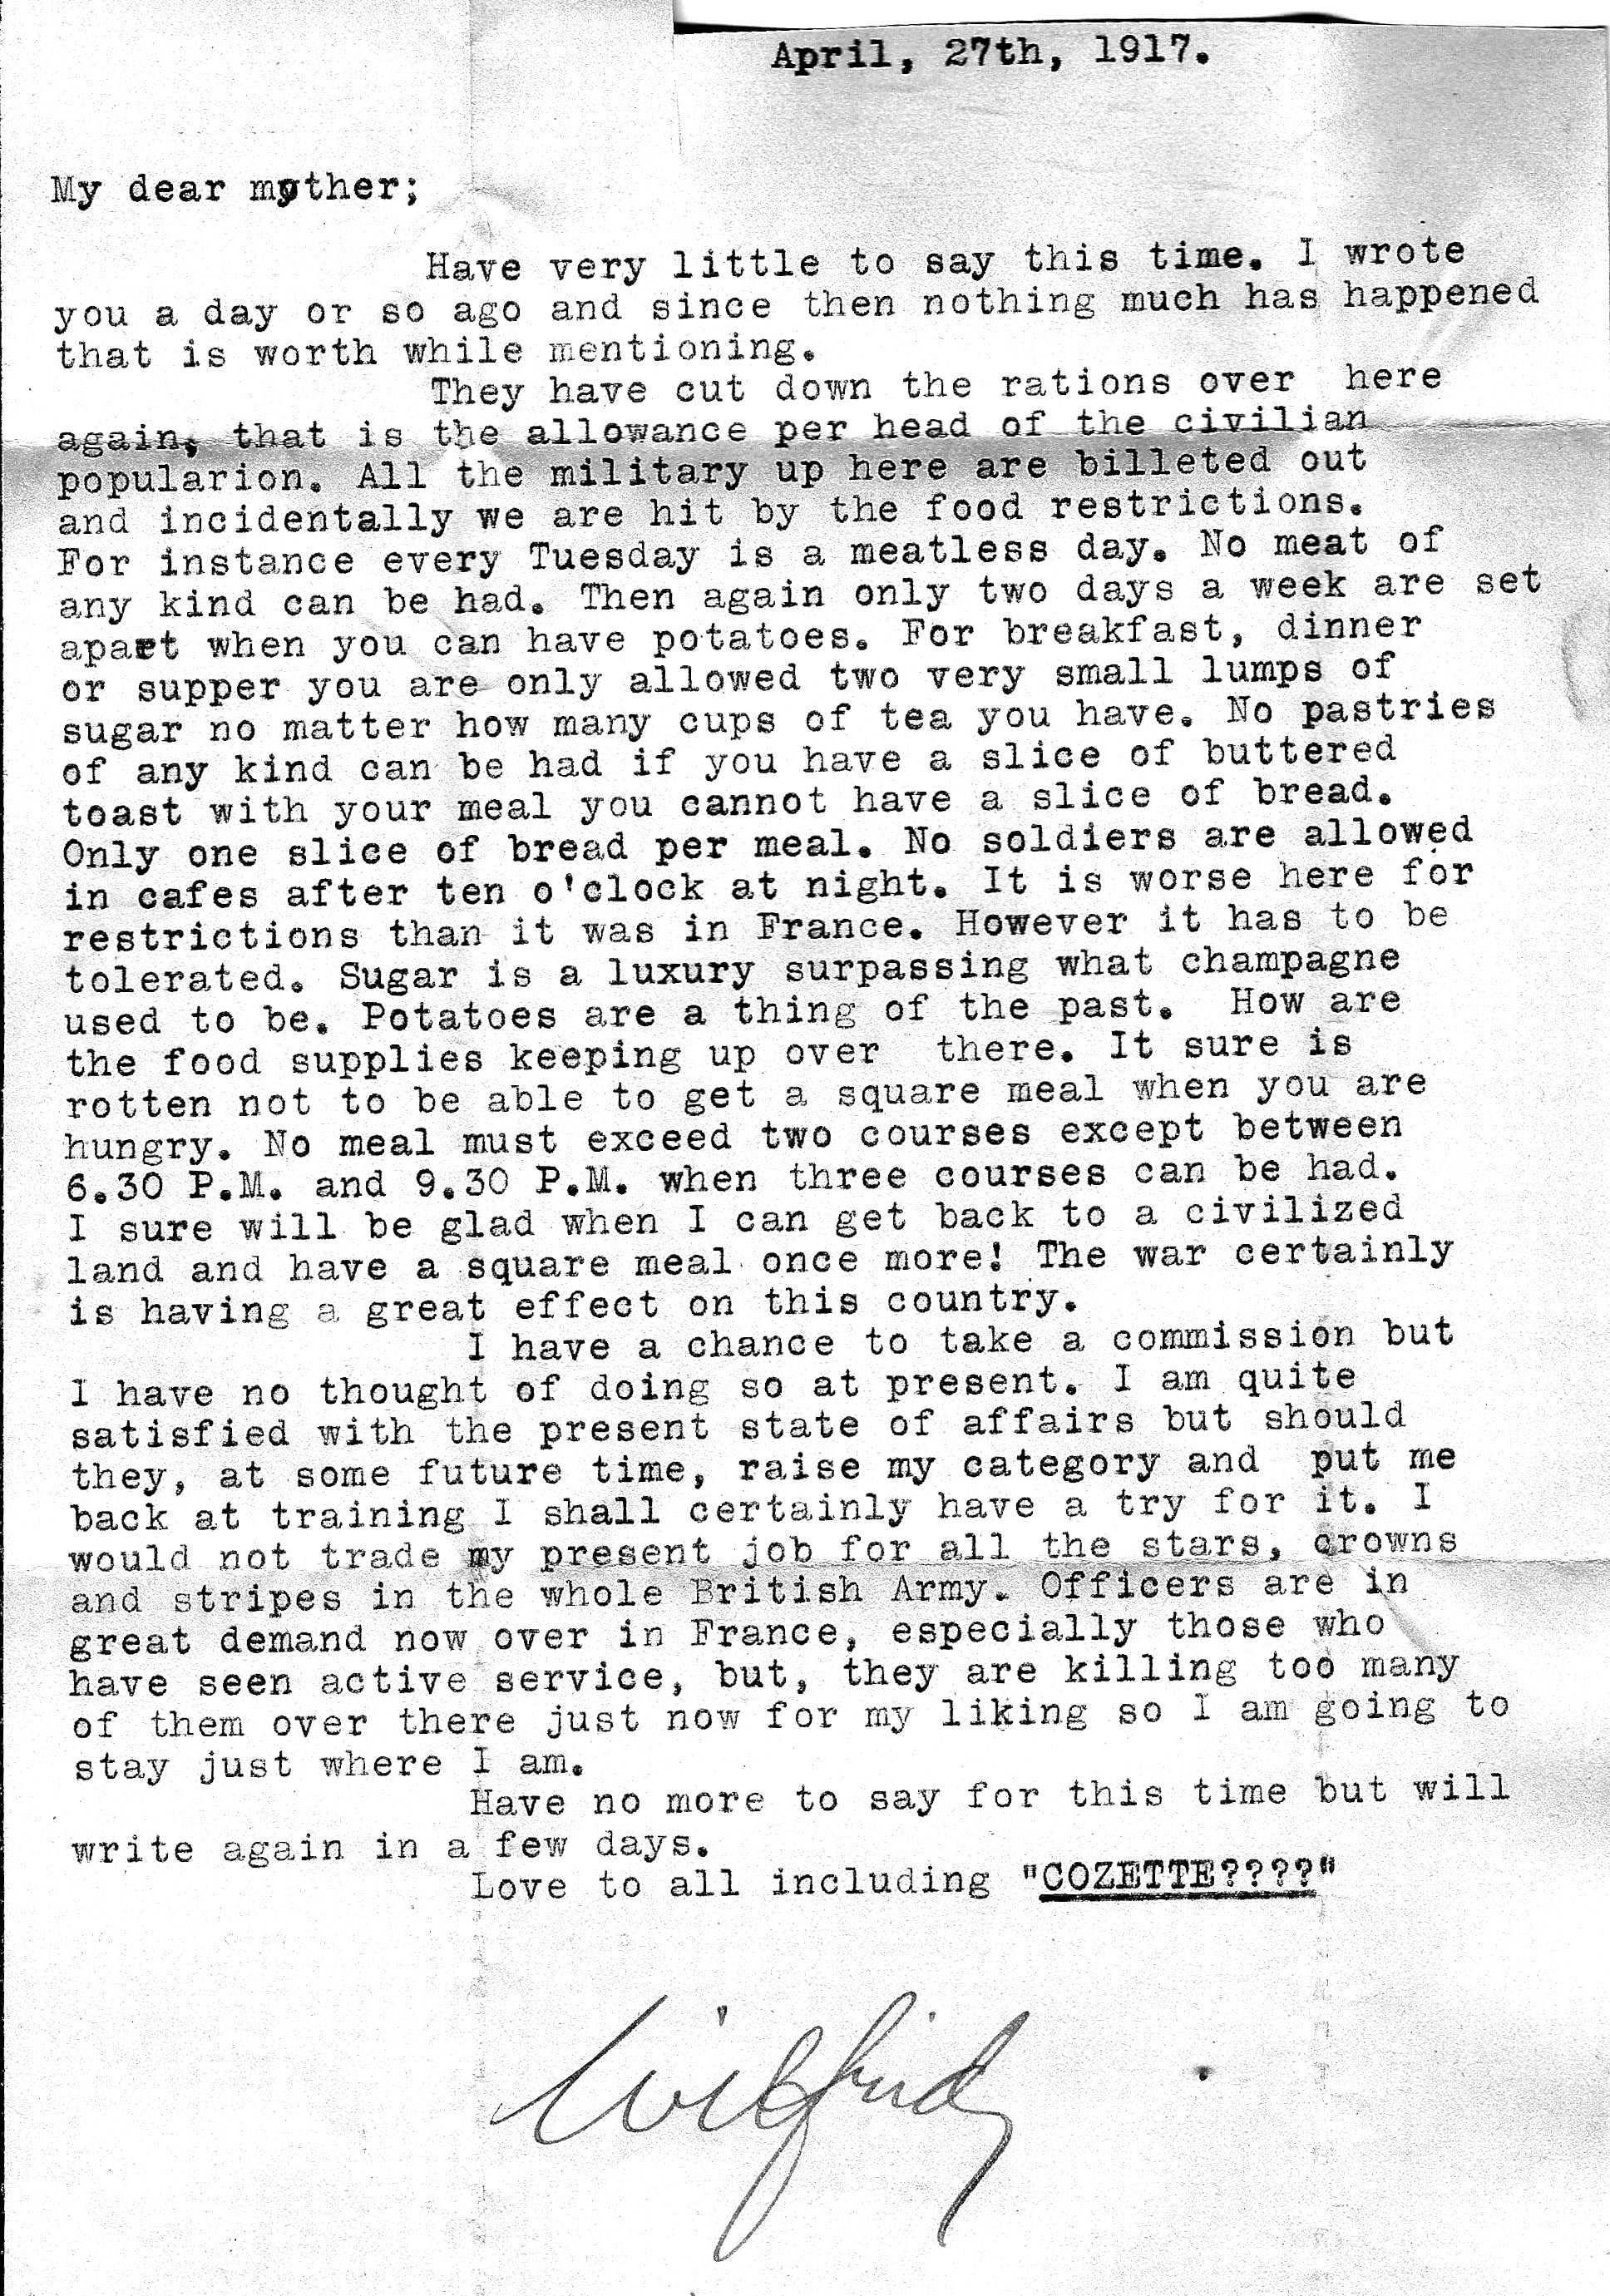 April, 27th, 1917.
My dear mother;
Have very little to say this time. I wrote
you a day or so ago and since then nothing much has happened
that is worth while mentioning.
They have cut down the rations over here
again, that is the allowance per head of the civilian
popularion. All the military up here are billeted out
and incidentally we are hit by the food restrictions.
For instance every Tuesday is a meatless day. No meat of
any kind can be had. Then again only two days a week are set
apart when you can have potatoes. For breakfast, dinner
or supper you are only allowed two very small lumps of
sugar no matter how many cups of tea you have. No pastries
of any kind can be had if you have a slice of buttered
toast with your meal you cannot have a slice of bread.
Only one slice of bread per meal. No soldiers are allowed
in cafes after ten o'clock at night. It is worse here for
restrictions than it was in France. However it has to be
tolerated. Sugar is a luxury surpassing what champagne
used to be. Potatoes are a thing of the past. How are
the food supplies keeping up over there. It sure is
rotten not to be able to get a square meal when you are
hungry. No meal must exceed two courses except between
6.30 P.M. and 9.30 P.M. when three courses can be had.
I sure will be glad when I can get back to a civilized
land and have a square meal once more! The war certainly
is having a great effect on this country.
I have a chance to take a commission but
I have no thought of doing so at present. I am quite
satisfied with the present state of affairs but should
they, at some future time, raise my category and put me
back at training I shall certainly have a try for it. I
would not trade my present job for all the stars, crowns
and stripes in the whole British Army. Officers are in
great demand now over in France, especially those who
have seen active service, but, they are killing too many
of them over there just now for my liking so I am going to
stay just where I am.
Have no more to say for this time but will
write again in a few days.
Love to all including "COZETTE????"
Wilfrid